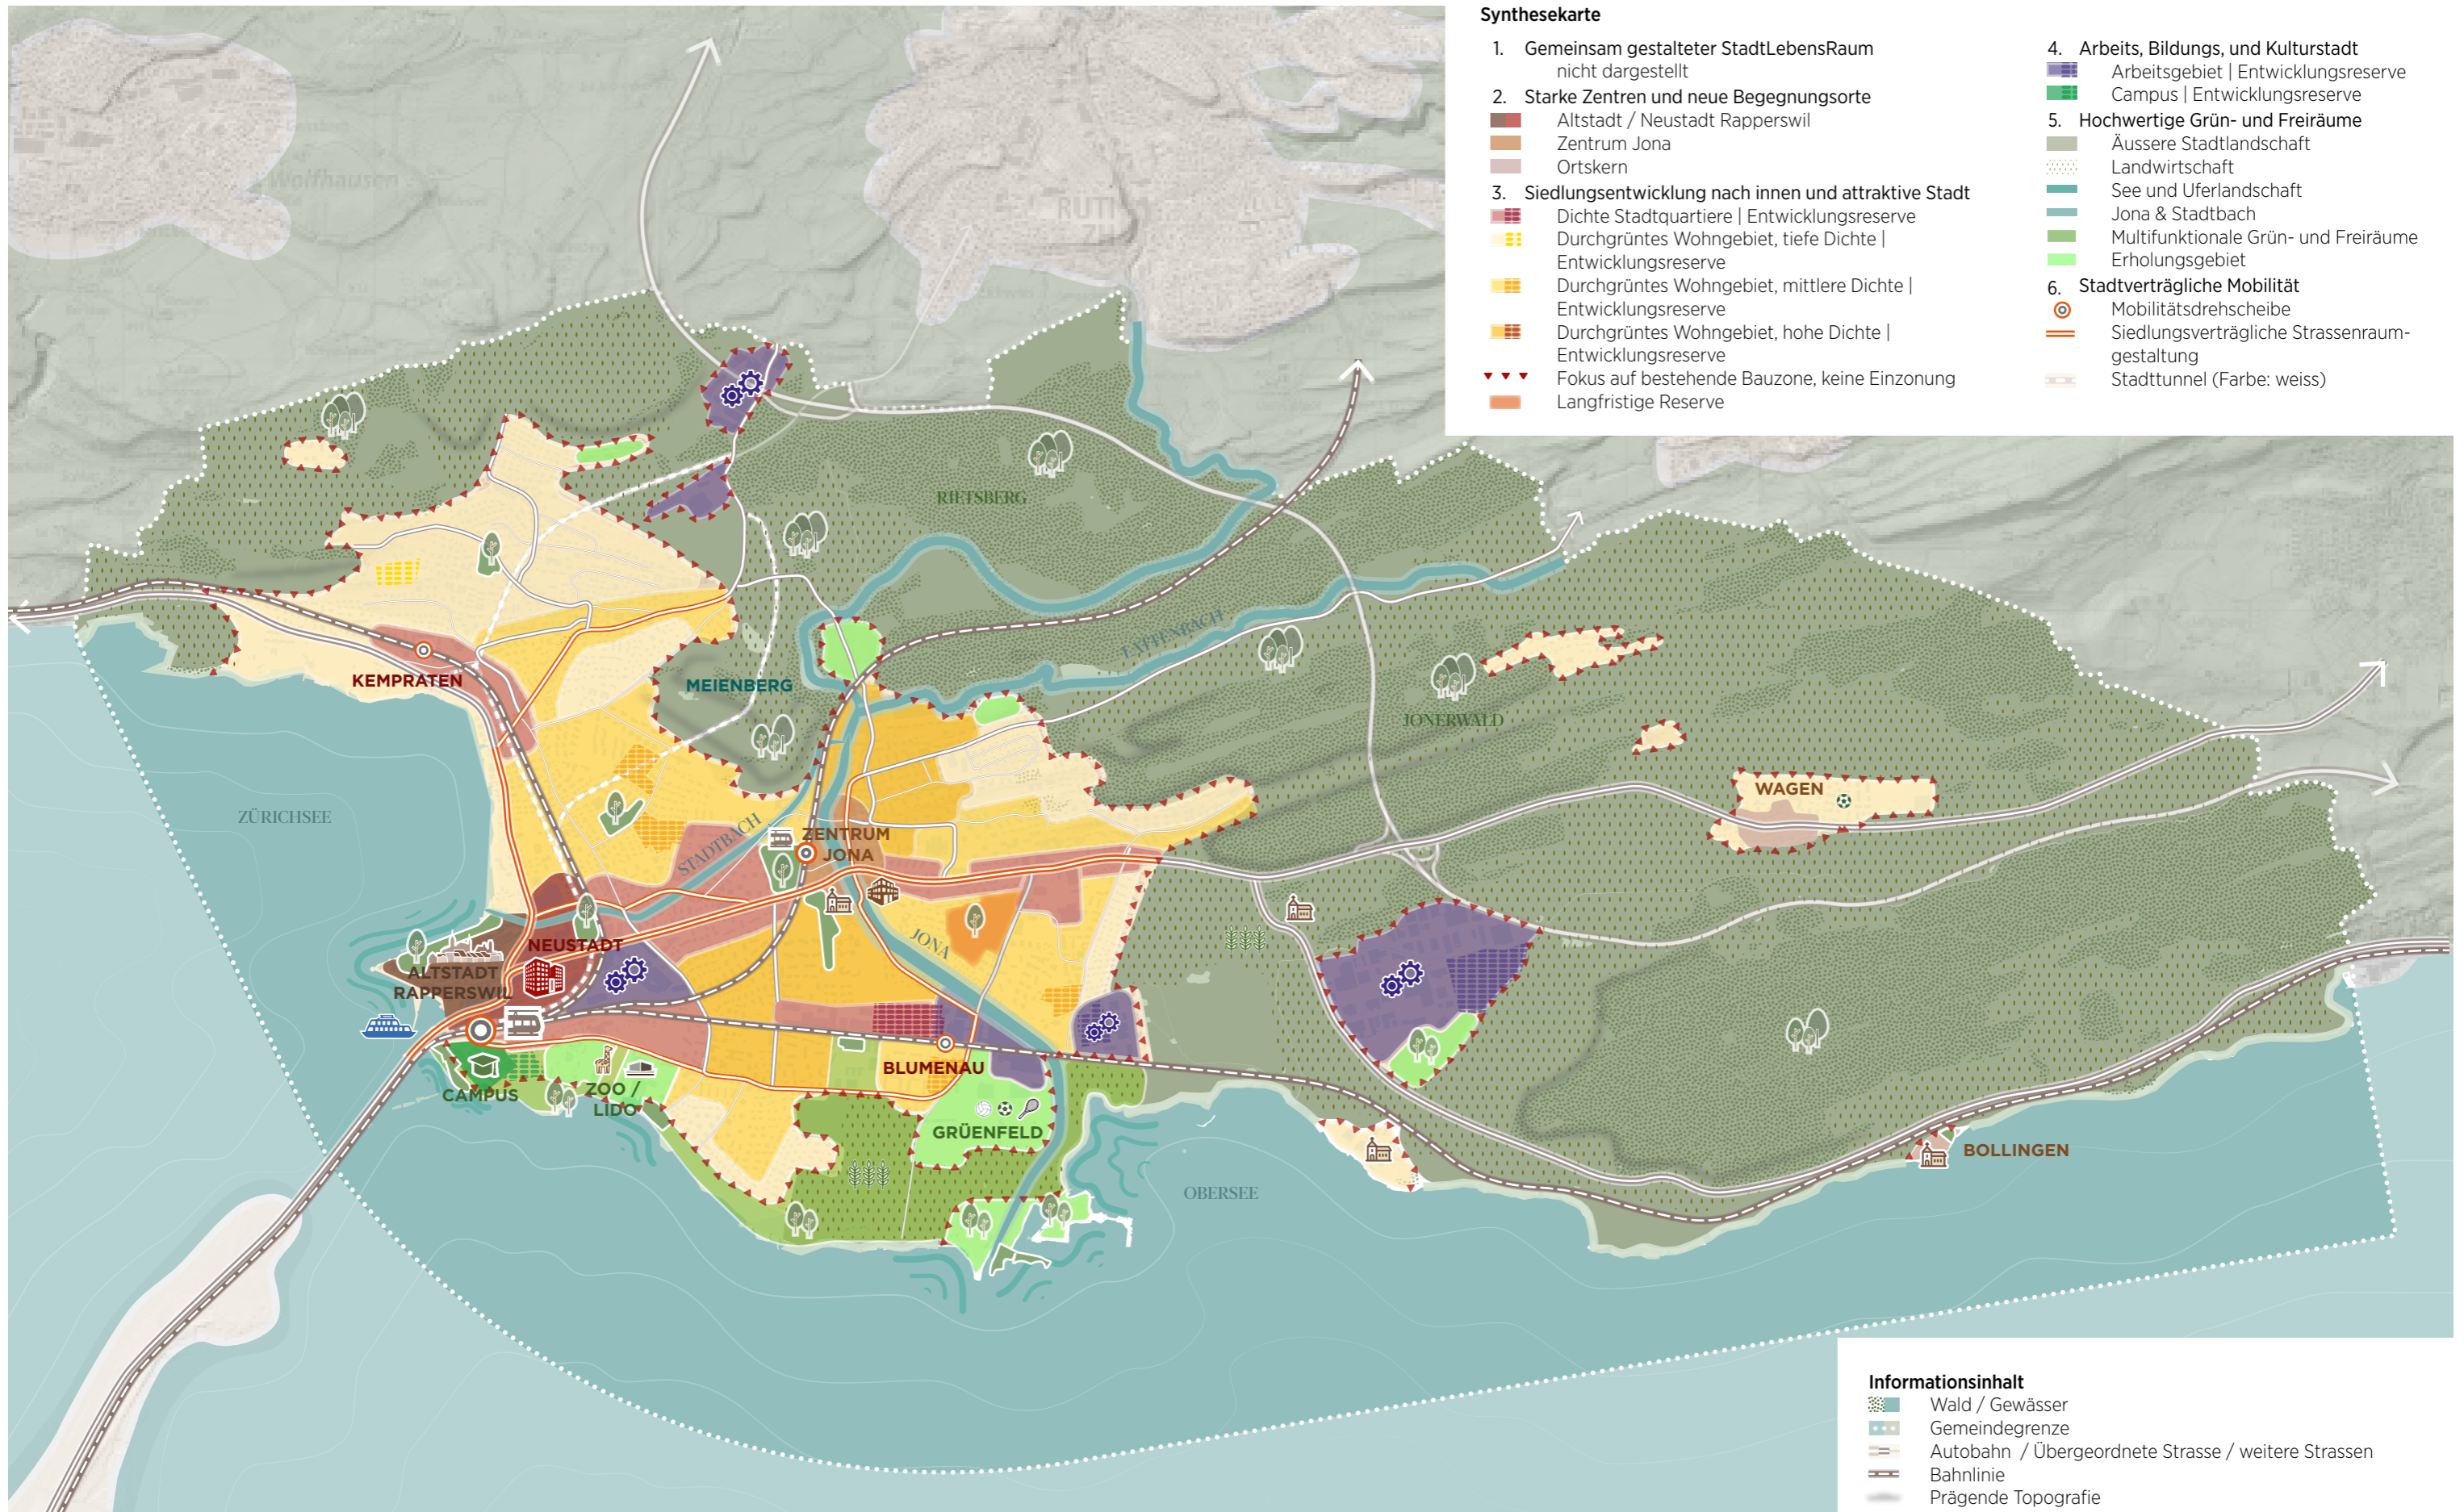 Synthesekarte
1. Gemeinsam gestalteter StadtLebensRaum
nicht dargestellt
2. Starke Zentren und neue Begegnungsorte
Altstadt / Neustadt Rapperswil
Zentrum Jona
Ortskern
3. Siedlungsentwicklung nach innen und attraktive Stadt
Dichte Stadtquartiere | Entwicklungsreserve
Durchgrüntes Wohngebiet, tiefe Dichte |
Entwicklungsreserve
Durchgrüntes Wohngebiet, mittlere Dichte |
Entwicklungsreserve
Durchgrüntes Wohngebiet, hohe Dichte |
Entwicklungsreserve
Fokus auf bestehende Bauzone, keine Einzonung
Langfristige Reserve
4. Arbeits, Bildungs, und Kulturstadt
Arbeitsgebiet | Entwicklungsreserve
Campus | Entwicklungsreserve
5. Hochwertige Grün- und Freiräume
Äussere Stadtlandschaft
Landwirtschaft
See und Uferlandschaft
Jona & Stadtbach
Multifunktionale Grün- und Freiräume
Erholungsgebiet
6. Stadtverträgliche Mobilität
Mobilitätsdrehscheibe
Siedlungsverträgliche Strassenraum-
gestaltung
Stadttunnel (Farbe: weiss)
Wolfhausen
RÜTI
RIETSBERG
LATTENBACH
KEMPRATEN
MEIENBERG
JONERWALD
WAGEN
ZÜRICHSEE
STADTBACH
ZENTRUM
JONA
NEUSTADT
JONA
ALTSTADT
RAPPERSWIL
BLUMENAU
CAMPUS
ZOO /
LIDO
GRÜENFELD
BOLLINGEN
OBERSEE
Informationsinhalt
Wald / Gewässer
Gemeindegrenze
Autobahn / Übergeordnete Strasse / weitere Strassen
Bahnlinie
Prägende Topografie